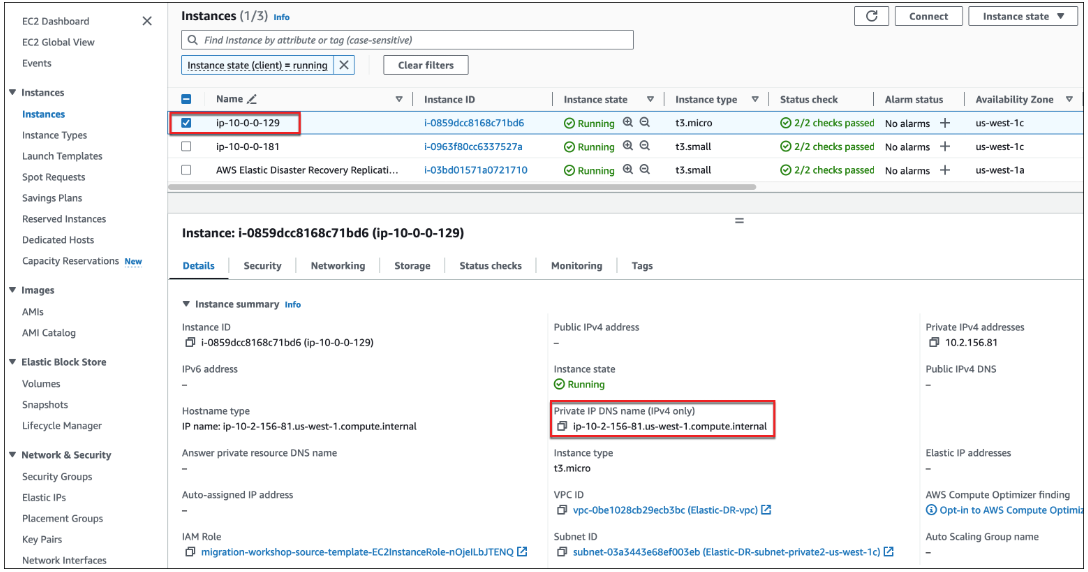 EC2 Dashboard
EC2 Global View
Events
Instances
Instances
Instance Types
Launch Templates
Spot Requests
Savings Plans
Reserved Instances
Dedicated Hosts
Capacity Reservations New
Images
AMIs
AMI Catalog
Elastic Block Store
Volumes
Snapshots
Lifecycle Manager
Network & Security
Security Groups
Elastic IPs
Placement Groups
Key Pairs
Network Interfaces
Instances (1/3) Info
Connect
Instance state
Find Instance by attribute or tag (case-sensitive)
Instance state (client) = running
Clear filters
Name Instance ID Instance state Instance type Status check Alarm status Availability Zone
ip-10-0-0-129 i-0859dcc8168c71bd6 Running t3.micro 2/2 checks passed No alarms + us-west-1c
ip-10-0-0-181 i-0963f80cc6337527a Running t3.small 2/2 checks passed No alarms + us-west-1c
AWS Elastic Disaster Recovery Replicati... i-03bd01571a0721710 Running t3.small 2/2 checks passed No alarms + us-west-1a
Instance: i-0859dcc8168c71bd6 (ip-10-0-0-129)
Details Security Networking Storage Status checks Monitoring Tags
Instance summary Info
Instance ID
i-0859dcc8168c71bd6 (ip-10-0-0-129)
Public IPv4 address
–
Private IPv4 addresses
10.2.156.81
IPv6 address
–
Instance state
Running
Public IPv4 DNS
–
Hostname type
IP name: ip-10-2-156-81.us-west-1.compute.internal
Private IP DNS name (IPv4 only)
ip-10-2-156-81.us-west-1.compute.internal
Answer private resource DNS name
–
Instance type
t3.micro
Elastic IP addresses
–
Auto-assigned IP address
–
VPC ID
vpc-0be1028cb29ecb3bc (Elastic-DR-vpc)
AWS Compute Optimizer finding
Opt-in to AWS Compute Optimiz
IAM Role
migration-workshop-source-template-EC2InstanceRole-nOjeILbJTENQ
Subnet ID
subnet-03a3443e68ef003eb (Elastic-DR-subnet-private2-us-west-1c)
Auto Scaling Group name
–